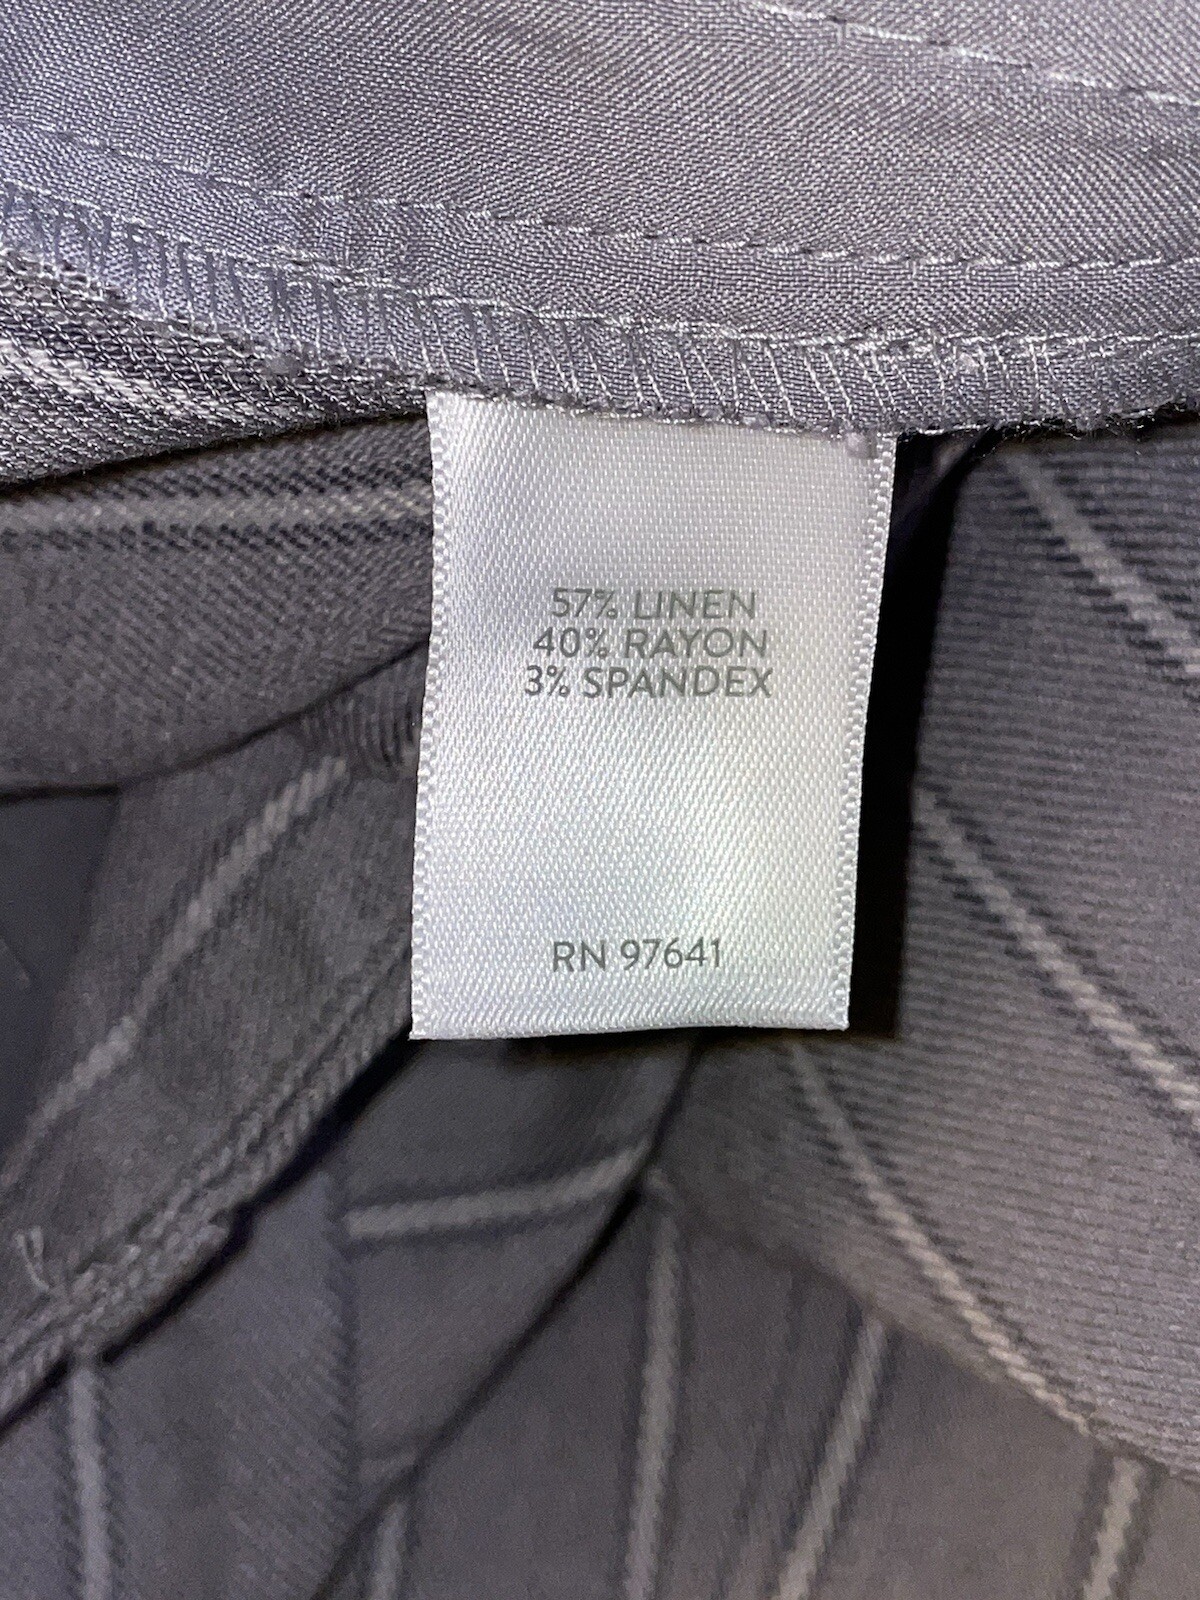 57% LINEN
40% RAYON
3% SPANDEX
RN 97641